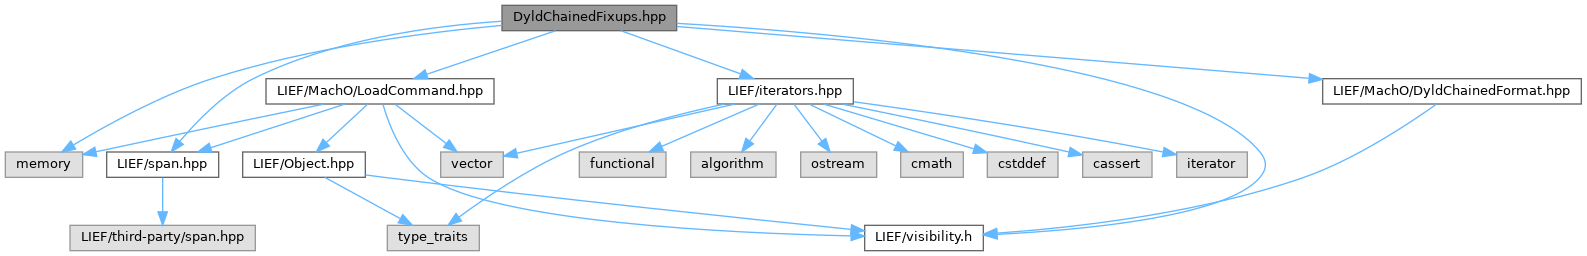 DyldChainedFixups.hpp
LIEF/MachO/LoadCommand.hpp
LIEF/iterators.hpp
LIEF/MachO/DyldChainedFormat.hpp
memory
LIEF/span.hpp
LIEF/Object.hpp
vector
functional
algorithm
ostream
cmath
cstddef
cassert
iterator
LIEF/third-party/span.hpp
type_traits
LIEF/visibility.h